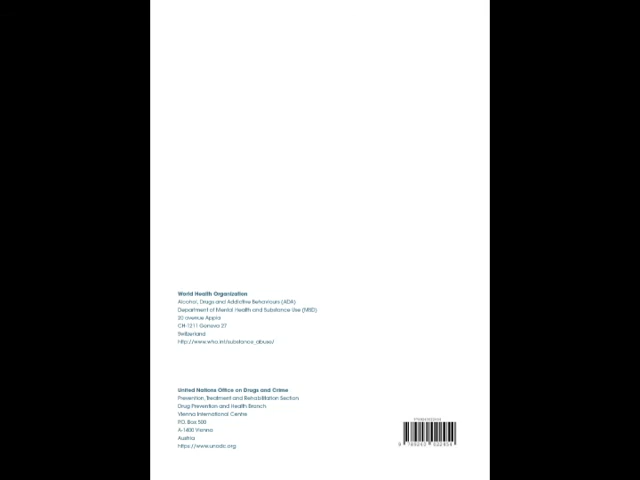 World Health Organization
Alcohol, Drugs and Addictive Behaviours (ADA)
Department of Mental Health and Substance Use (MSD)
20 avenue Appia
CH-1211 Geneva 27
Switzerland
http://www.who.int/substance_abuse/
United Nations Office on Drugs and Crime
Prevention, Treatment and Rehabilitation Section
Drug Prevention and Health Branch
Vienna International Centre
P.O. Box 500
A-1400 Vienna
Austria
https://www.unodc.org